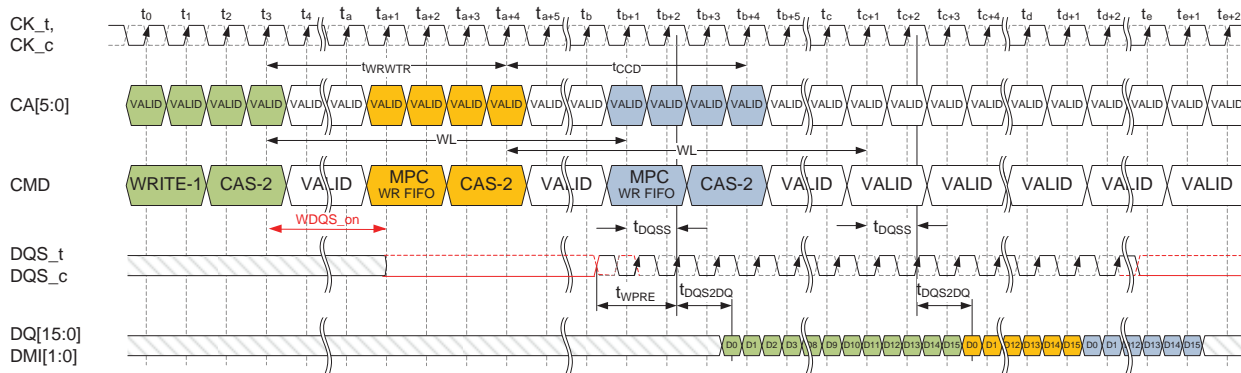 CK_t,
CK_c
t0 t1 t2 t3 t4 ta ta+1 ta+2 ta+3 ta+4 ta+5 tb tb+1 tb+2 tb+3 tb+4 tb+5 tc tc+1 tc+2 tc+3 tc+4 td td+1 td+2 te te+1 te+2
tWRWTR tCCD
CA[5:0] VALID VALID VALID VALID VALID VALID VALID VALID VALID VALID VALID VALID VALID VALID VALID VALID VALID VALID VALID VALID VALID VALID VALID VALID VALID VALID VALID VALID
WL WL
CMD WRITE-1 CAS-2 VALID MPC WR FIFO CAS-2 VALID MPC WR FIFO CAS-2 VALID VALID VALID VALID VALID VALID
WDQS_on tDQSS tDQSS
DQS_t
DQS_c
tWPRE tDQS2DQ tDQS2DQ
DQ[15:0]
DMI[1:0]
D0 D1 D2 D3 D8 D9 D10 D11 D12 D13 D14 D15 D0 D1 D12 D13 D14 D15 D0 D1 D12 D13 D14 D15